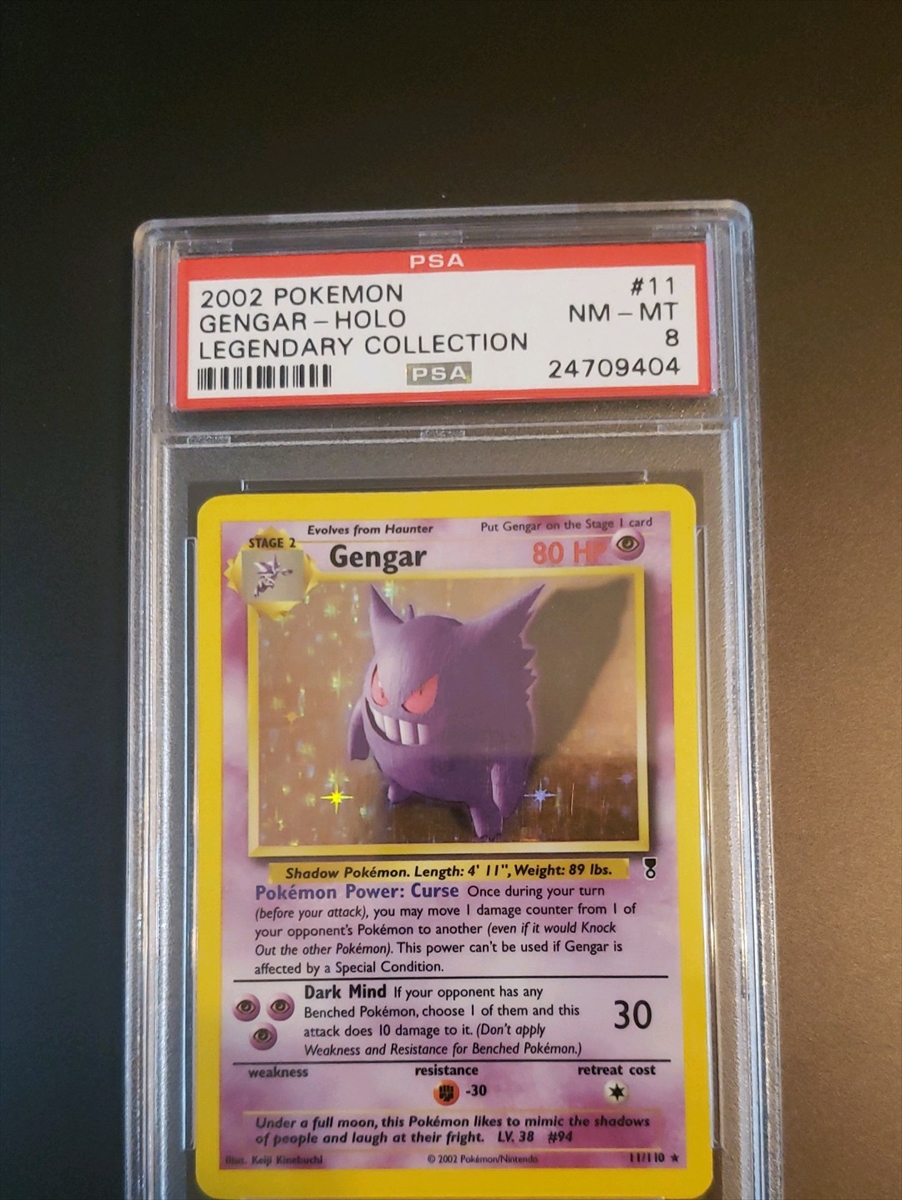 PSA
2002 POKEMON #11
GENGAR - HOLO NM - MT
LEGENDARY COLLECTION 8
PSA 24709404
Evolves from Haunter Put Gengar on the Stage 1 card
STAGE 2
Gengar 80 HP
Shadow Pokémon. Length: 4' 11", Weight: 89 lbs.
Pokémon Power: Curse Once during your turn
(before your attack), you may move 1 damage counter from 1 of
your opponent's Pokémon to another (even if it would Knock
Out the other Pokémon). This power can't be used if Gengar is
affected by a Special Condition.
Dark Mind If your opponent has any
Benched Pokémon, choose 1 of them and this
attack does 10 damage to it. (Don't apply
Weakness and Resistance for Benched Pokémon.)
30
weakness resistance retreat cost
-30
Under a full moon, this Pokémon likes to mimic the shadows
of people and laugh at their fright. LV. 38 #94
Illus. Keiji Kinebuchi © 2002 Pokémon/Nintendo 11/110 ★